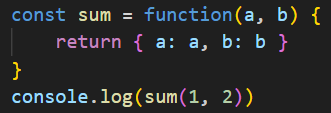 const sum = function(a, b) {
    return { a: a, b: b }
}
console.log(sum(1, 2))